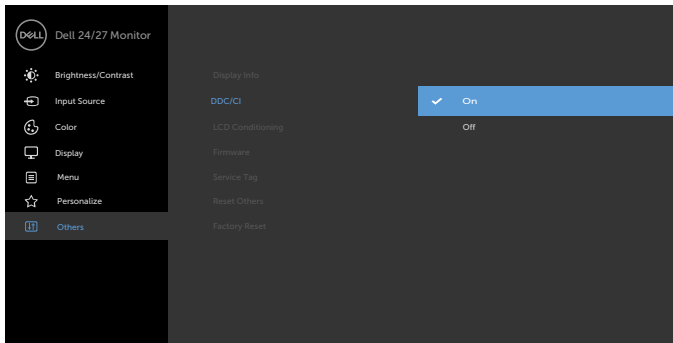 DELL Dell 24/27 Monitor
Brightness/Contrast
Input Source
Color
Display
Menu
Personalize
Others
Display Info
DDC/CI
LCD Conditioning
Firmware
Service Tag
Reset Others
Factory Reset
On
Off